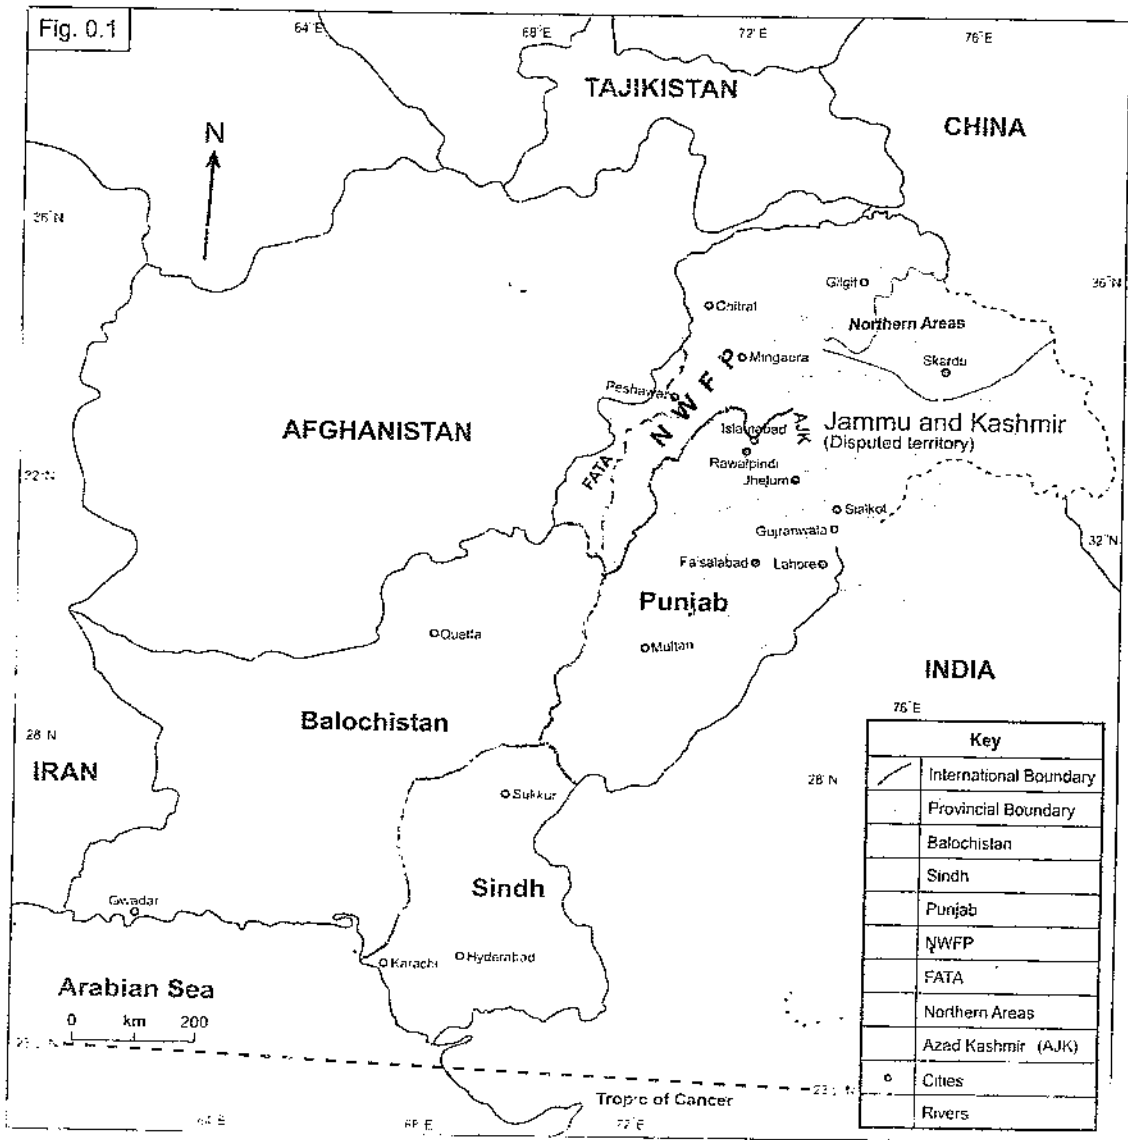 Fig. 0.1
64°E
68°E
72°E
76°E
TAJIKISTAN
CHINA
N
36°N
Gilgit
36°N
Chitral
Northern Areas
Mingaora
Skardu
Peshawar
NWFP
AFGHANISTAN
Islamabad
AJK
Jammu and Kashmir
(Disputed territory)
Rawalpindi
FATA
32°N
Jhelum
Sialkot
Gujranwala
32°N
Faisalabad
Lahore
Punjab
Quetta
Multan
INDIA
Balochistan
76°E
28°N
IRAN
28°N
Sukkur
Sindh
Gwadar
Karachi
Hyderabad
Arabian Sea
0 km 200
Tropic of Cancer
68°E
72°E
Key
International Boundary
Provincial Boundary
Balochistan
Sindh
Punjab
NWFP
FATA
Northern Areas
Azad Kashmir (AJK)
Cities
Rivers